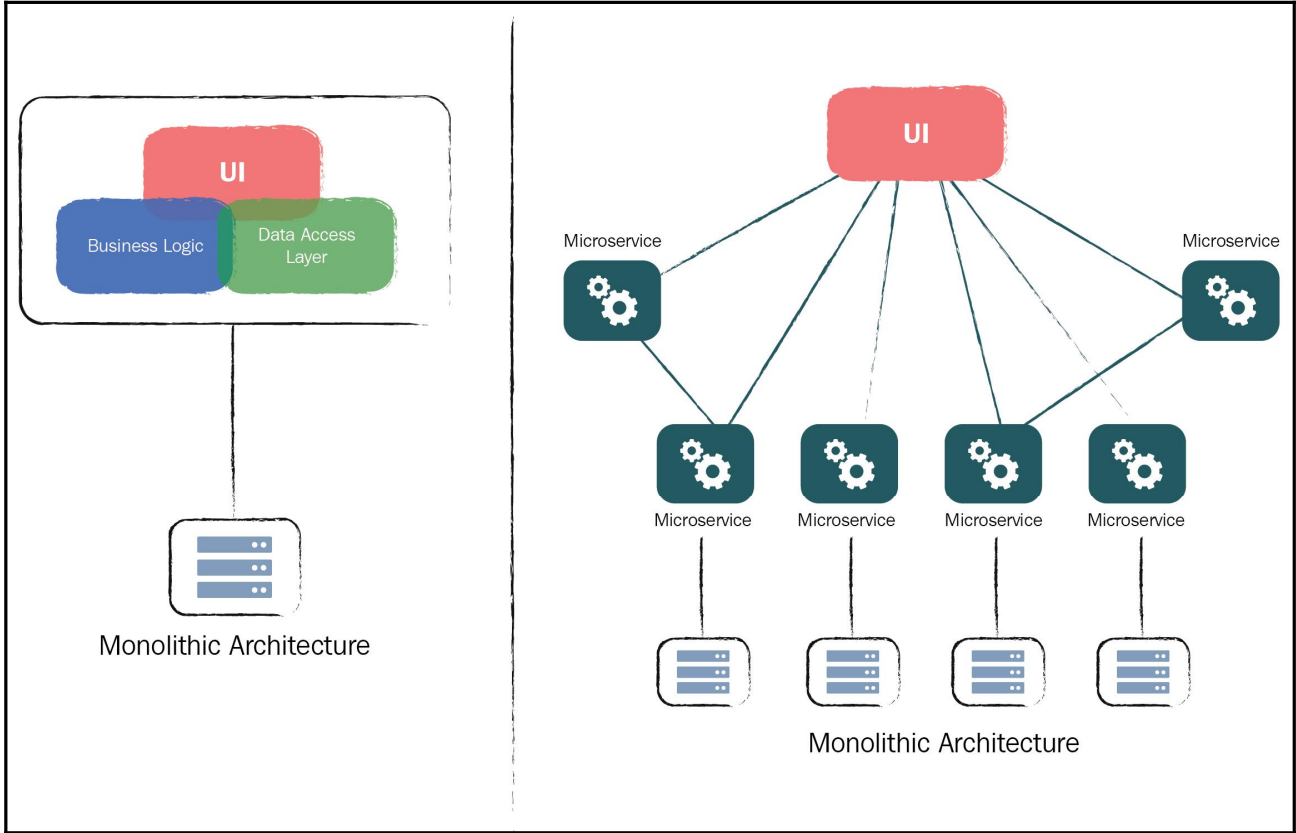 UI
Business Logic
Data Access
Layer
Monolithic Architecture
UI
Microservice
Microservice
Microservice
Microservice
Microservice
Microservice
Monolithic Architecture